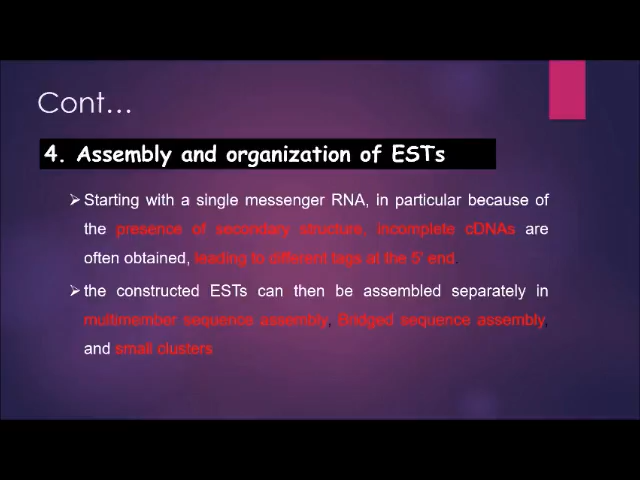 Cont…
4. Assembly and organization of ESTs
➢ Starting with a single messenger RNA, in particular because of
the presence of secondary structure, incomplete cDNAs are
often obtained, leading to different tags at the 5' end.
➢ the constructed ESTs can then be assembled separately in
multimember sequence assembly, Bridged sequence assembly,
and small clusters